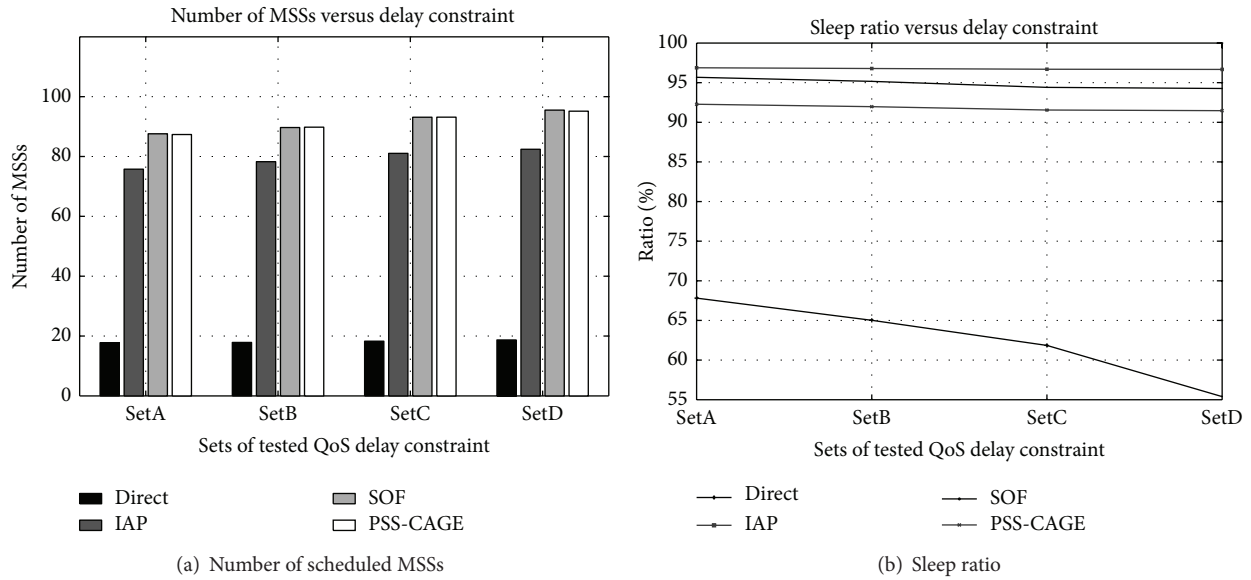 Number of MSSs versus delay constraint
100
80
60
40
20
0
Number of MSSs
SetA SetB SetC SetD
Sets of tested QoS delay constraint
Direct
IAP
SOF
PSS-CAGE
(a) Number of scheduled MSSs
Sleep ratio versus delay constraint
100
95
90
85
80
75
70
65
60
55
Ratio (%)
SetA SetB SetC SetD
Sets of tested QoS delay constraint
Direct
IAP
SOF
PSS-CAGE
(b) Sleep ratio